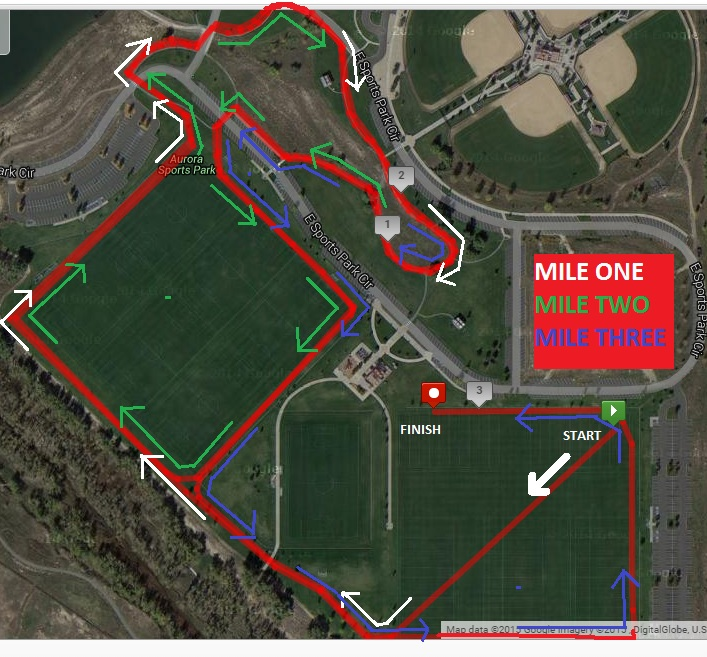 E Sports Park Cir
ark Cir
Aurora
Sports Park
2
1
E Sports Park Cir
E Sports Park Cir
MILE ONE
MILE TWO
MILE THREE
3
FINISH
START
Map data ©2015 Google Imagery ©2015 , DigitalGlobe, U.S